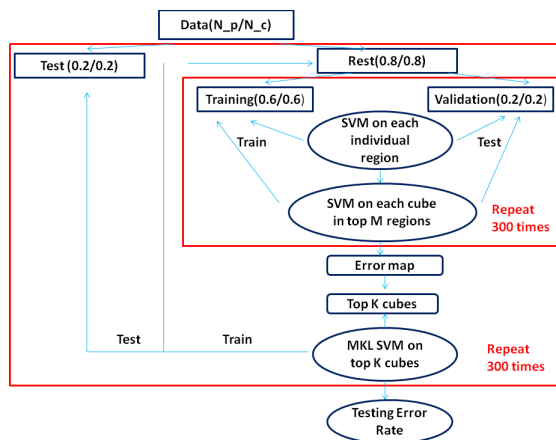 Data(N_p/N_c)
Test (0.2/0.2)
Rest(0.8/0.8)
Training(0.6/0.6)
Validation(0.2/0.2)
SVM on each
individual
region
Train
Test
SVM on each cube
in top M regions
Repeat
300 times
Error map
Top K cubes
Test
Train
MKL SVM on
top K cubes
Repeat
300 times
Testing Error
Rate